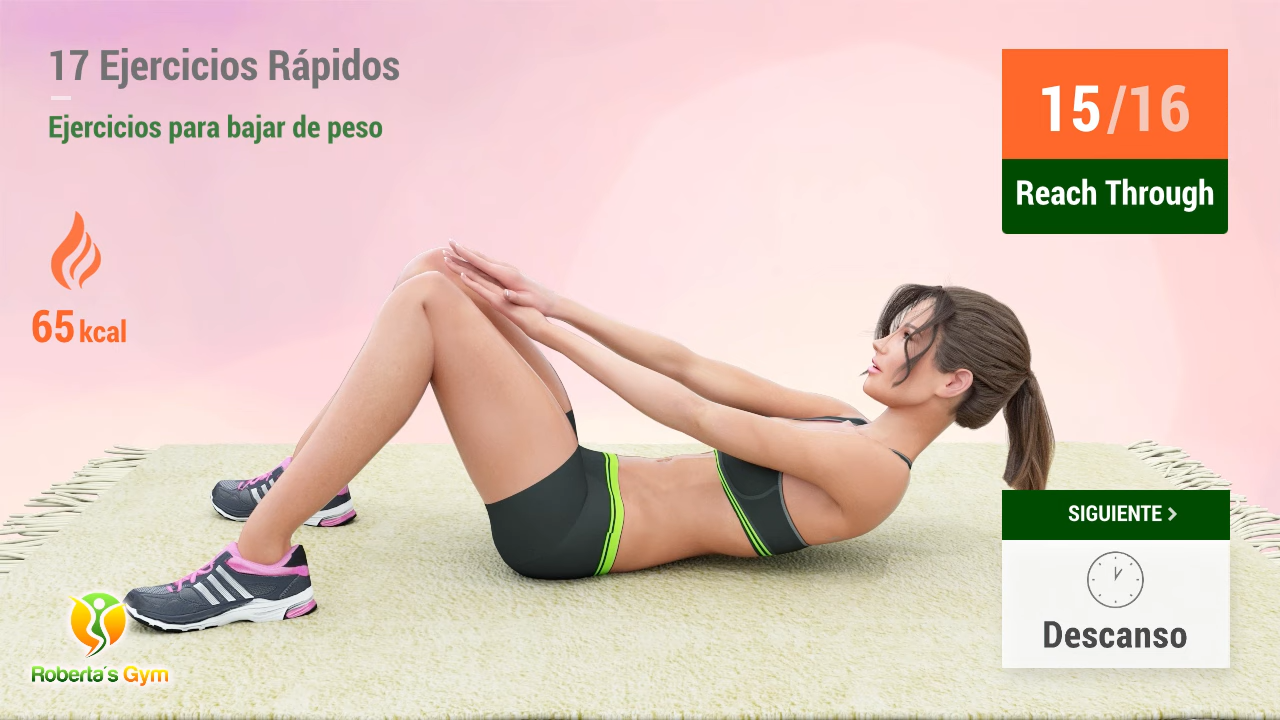 17 Ejercicios Rápidos
Ejercicios para bajar de peso
15/16
Reach Through
65 kcal
SIGUIENTE >
Descanso
Roberta´s Gym